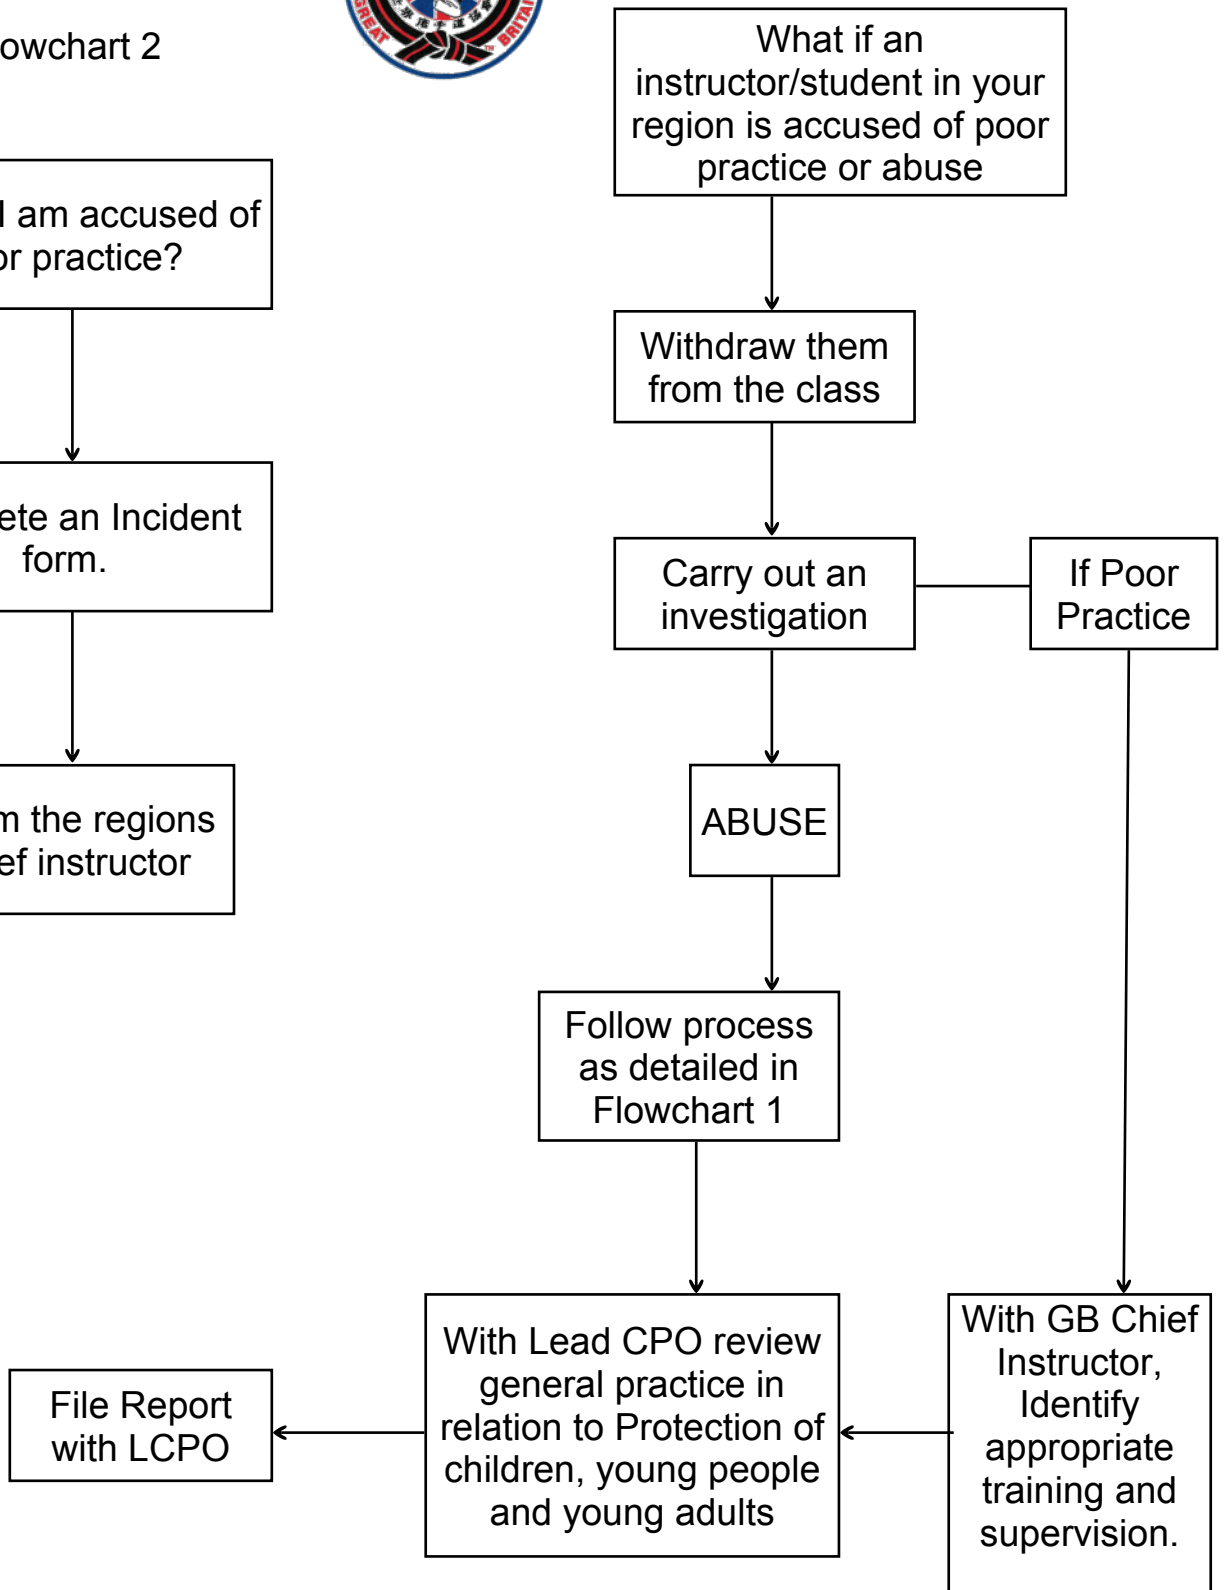 owchart 2
GREAT BRITAIN
TM
What if an
instructor/student in your
region is accused of poor
practice or abuse
I am accused of
or practice?
Withdraw them
from the class
ete an Incident
form.
Carry out an
investigation
If Poor
Practice
m the regions
ef instructor
ABUSE
Follow process
as detailed in
Flowchart 1
With Lead CPO review
general practice in
relation to Protection of
children, young people
and young adults
With GB Chief
Instructor,
Identify
appropriate
training and
supervision.
File Report
with LCPO